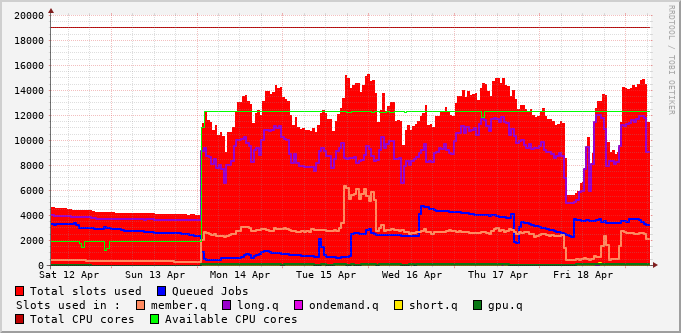 RRDTOOL / TOBI OETIKER
20000
18000
16000
14000
12000
10000
8000
6000
4000
2000
0
Sat 12 Apr Sun 13 Apr Mon 14 Apr Tue 15 Apr Wed 16 Apr Thu 17 Apr Fri 18 Apr
Total slots used Queued Jobs
Slots used in : member.q long.q ondemand.q short.q gpu.q
Total CPU cores Available CPU cores